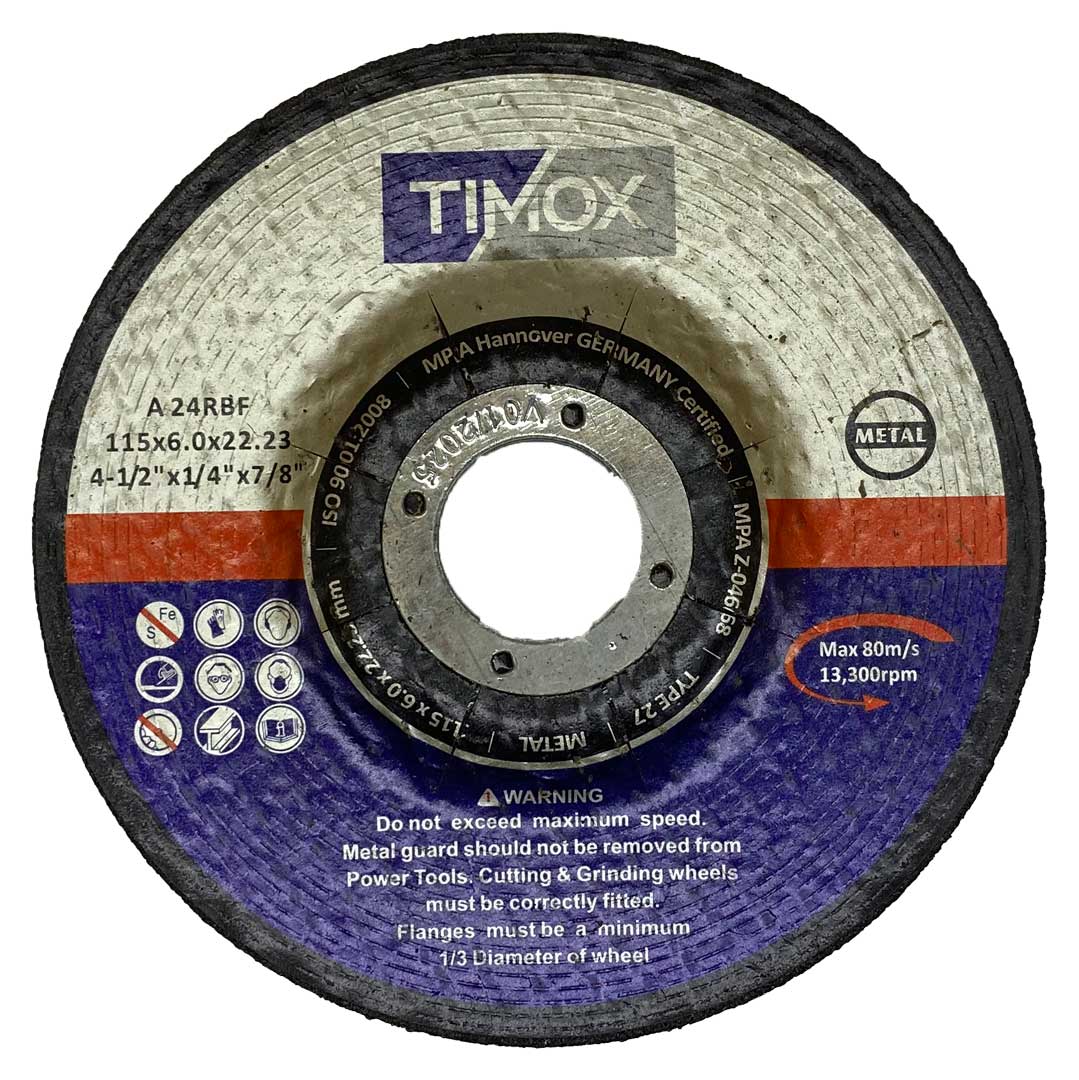 TIMOX
A 24RBF
115x6.0x22.23
4-1/2"x1/4"x7/8"
METAL
ISO 9001:2008
MPA Hannover GERMANY Certified
MPA Z-046/68
TYPE 27
METAL
115 x 6.0 x 22.2 mm
V04/2025
Fe
S
Max 80m/s
13,300rpm
WARNING
Do not exceed maximum speed.
Metal guard should not be removed from
Power Tools. Cutting & Grinding wheels
must be correctly fitted.
Flanges must be a minimum
1/3 Diameter of wheel